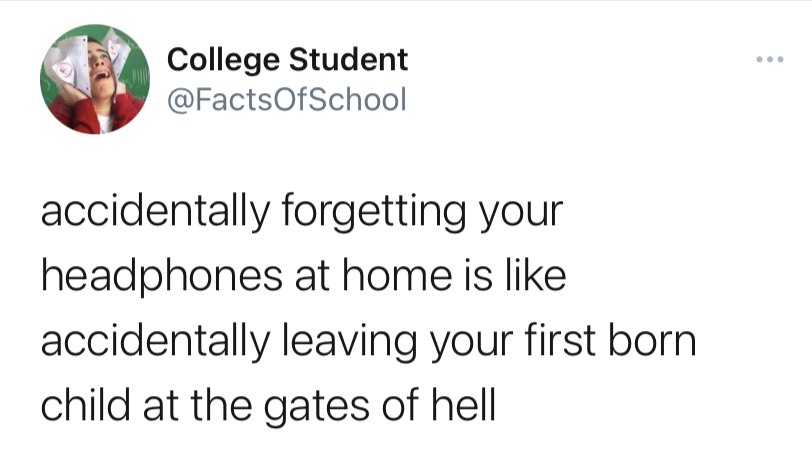 College Student
@FactsOfSchool
accidentally forgetting your
headphones at home is like
accidentally leaving your first born
child at the gates of hell